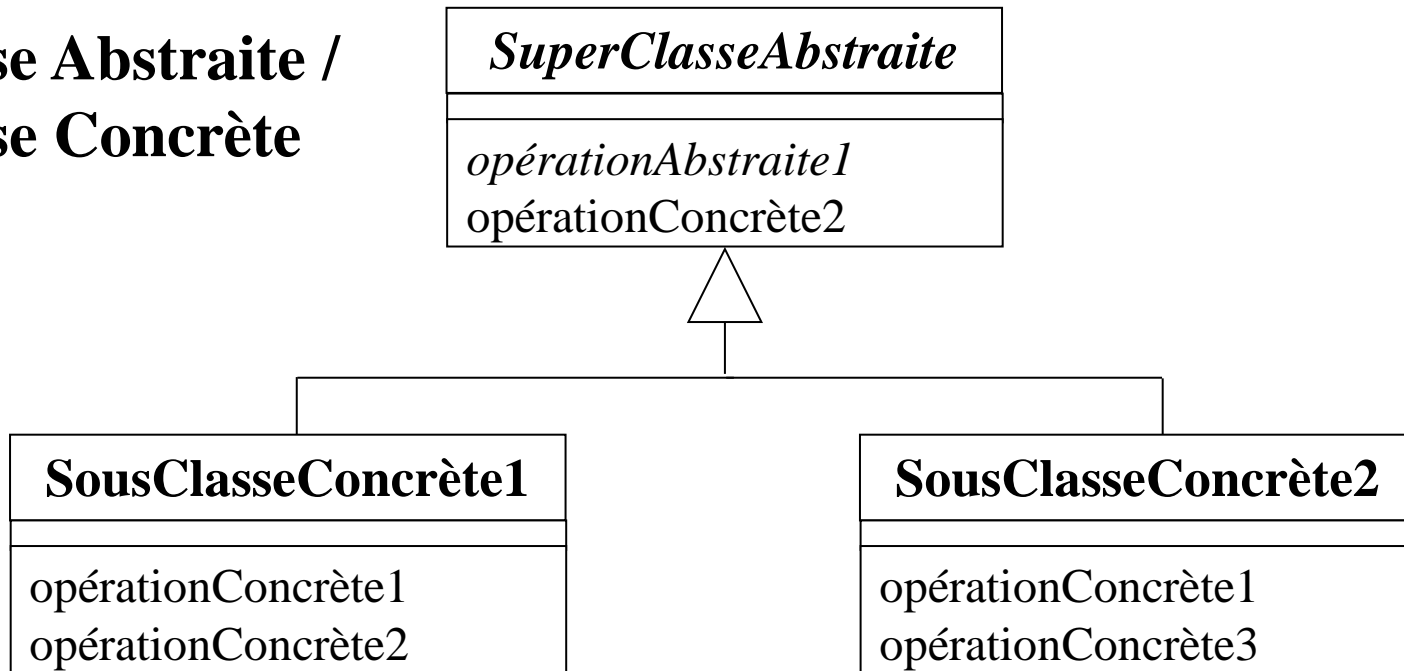 se Abstraite /
se Concrète
SuperClasseAbstraite
opérationAbstraite1
opérationConcrète2
SousClasseConcrète1
opérationConcrète1
opérationConcrète2
SousClasseConcrète2
opérationConcrète1
opérationConcrète3